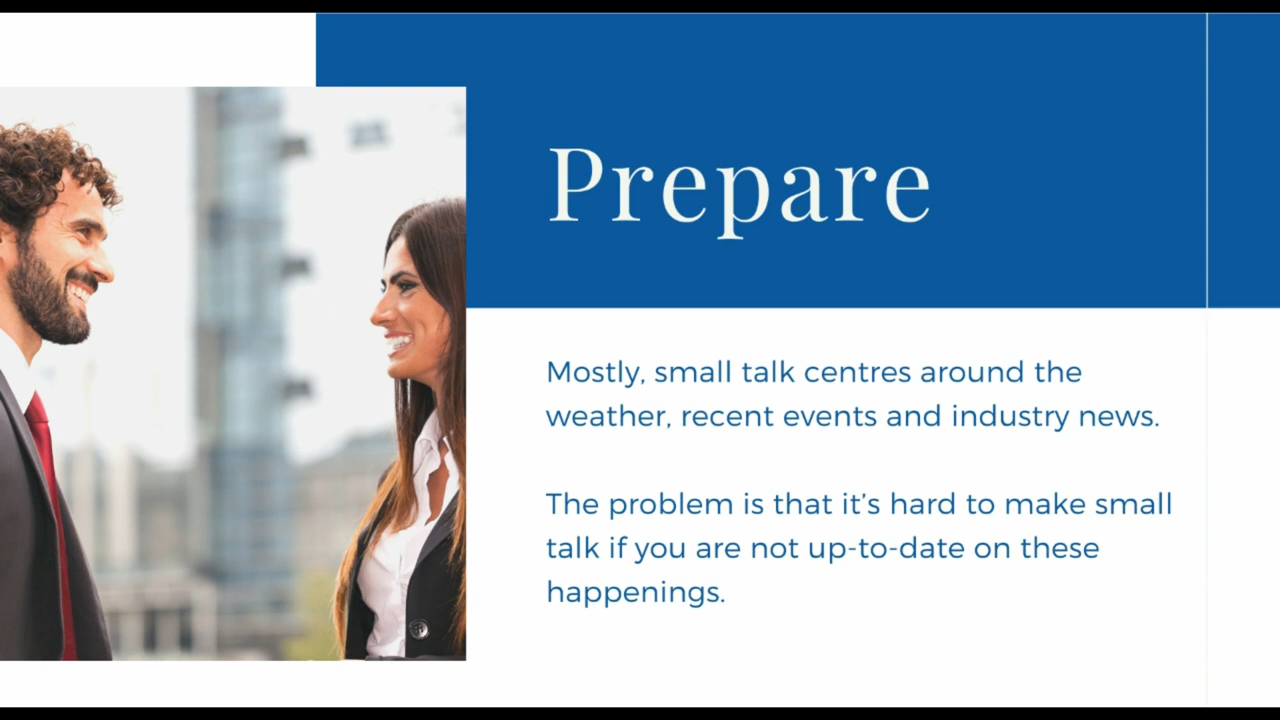 Prepare
Mostly, small talk centres around the
weather, recent events and industry news.
The problem is that it’s hard to make small
talk if you are not up-to-date on these
happenings.